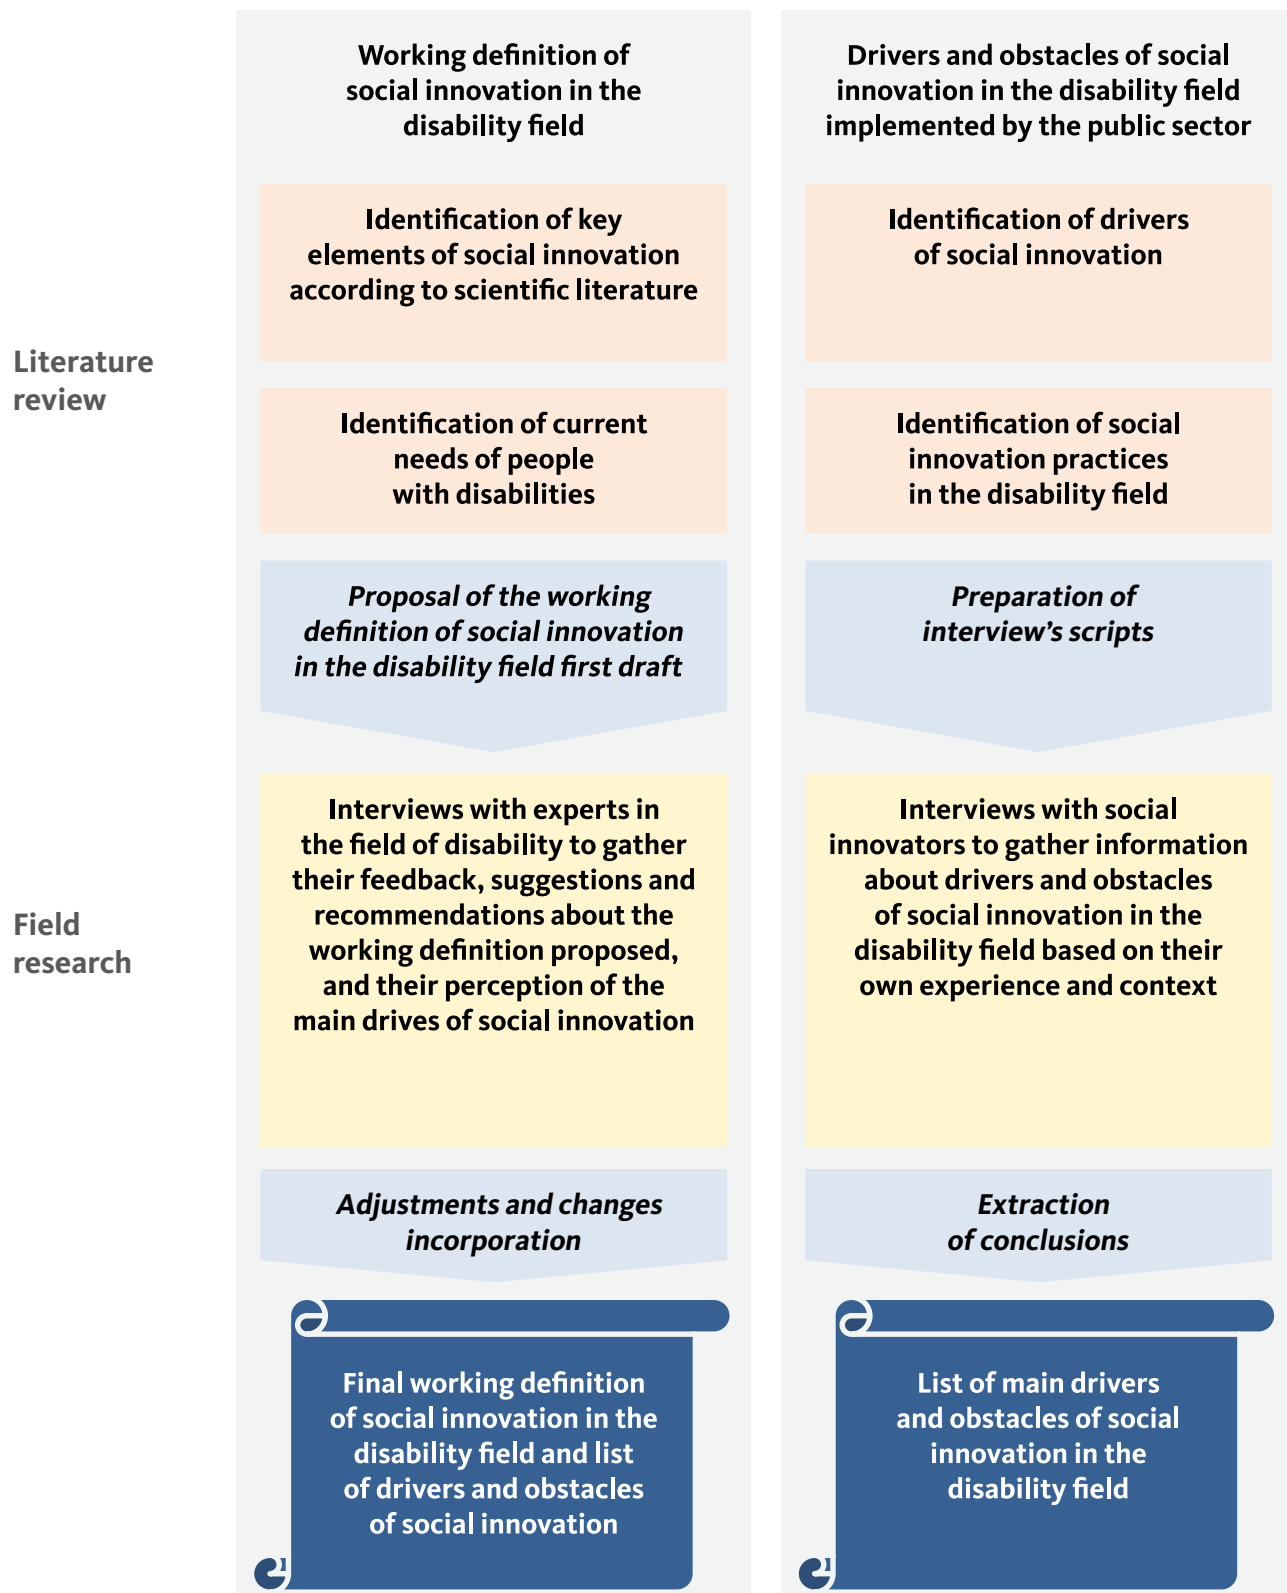 Working definition of
social innovation in the
disability field
Drivers and obstacles of social
innovation in the disability field
implemented by the public sector
Literature
review
Identification of key
elements of social innovation
according to scientific literature
Identification of drivers
of social innovation
Identification of current
needs of people
with disabilities
Identification of social
innovation practices
in the disability field
Proposal of the working
definition of social innovation
in the disability field first draft
Preparation of
interview's scripts
Field
research
Interviews with experts in
the field of disability to gather
their feedback, suggestions and
recommendations about the
working definition proposed,
and their perception of the
main drives of social innovation
Interviews with social
innovators to gather information
about drivers and obstacles
of social innovation in the
disability field based on their
own experience and context
Adjustments and changes
incorporation
Extraction
of conclusions
Final working definition
of social innovation in the
disability field and list
of drivers and obstacles
of social innovation
List of main drivers
and obstacles of social
innovation in the
disability field